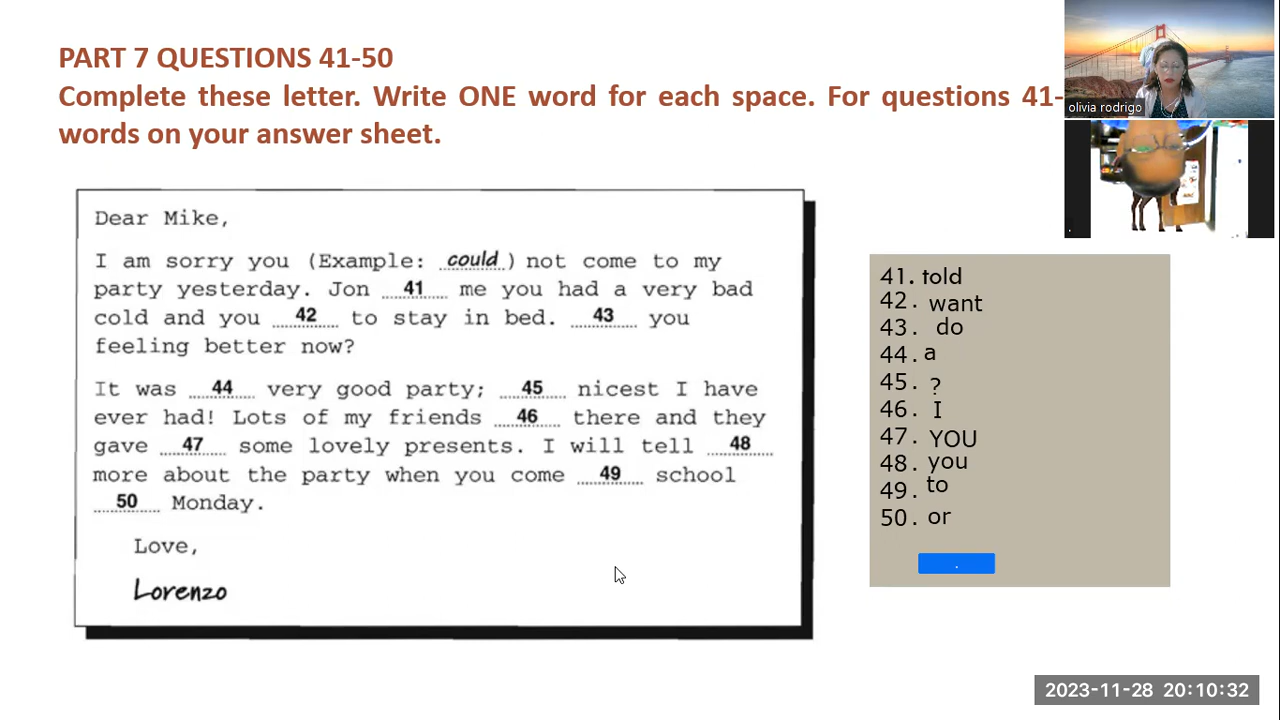 PART 7 QUESTIONS 41-50
Complete these letter. Write ONE word for each space. For questions 41-
words on your answer sheet.
olivia rodrigo
Dear Mike,
I am sorry you (Example: could) not come to my
party yesterday. Jon 41 me you had a very bad
cold and you 42 to stay in bed. 43 you
feeling better now?
It was 44 very good party; 45 nicest I have
ever had! Lots of my friends 46 there and they
gave 47 some lovely presents. I will tell 48
more about the party when you come 49 school
50 Monday.
Love,
Lorenzo
41. told
42. want
43. do
44. a
45. ?
46. I
47. YOU
48. you
49. to
50. or
.
2023-11-28 20:10:32